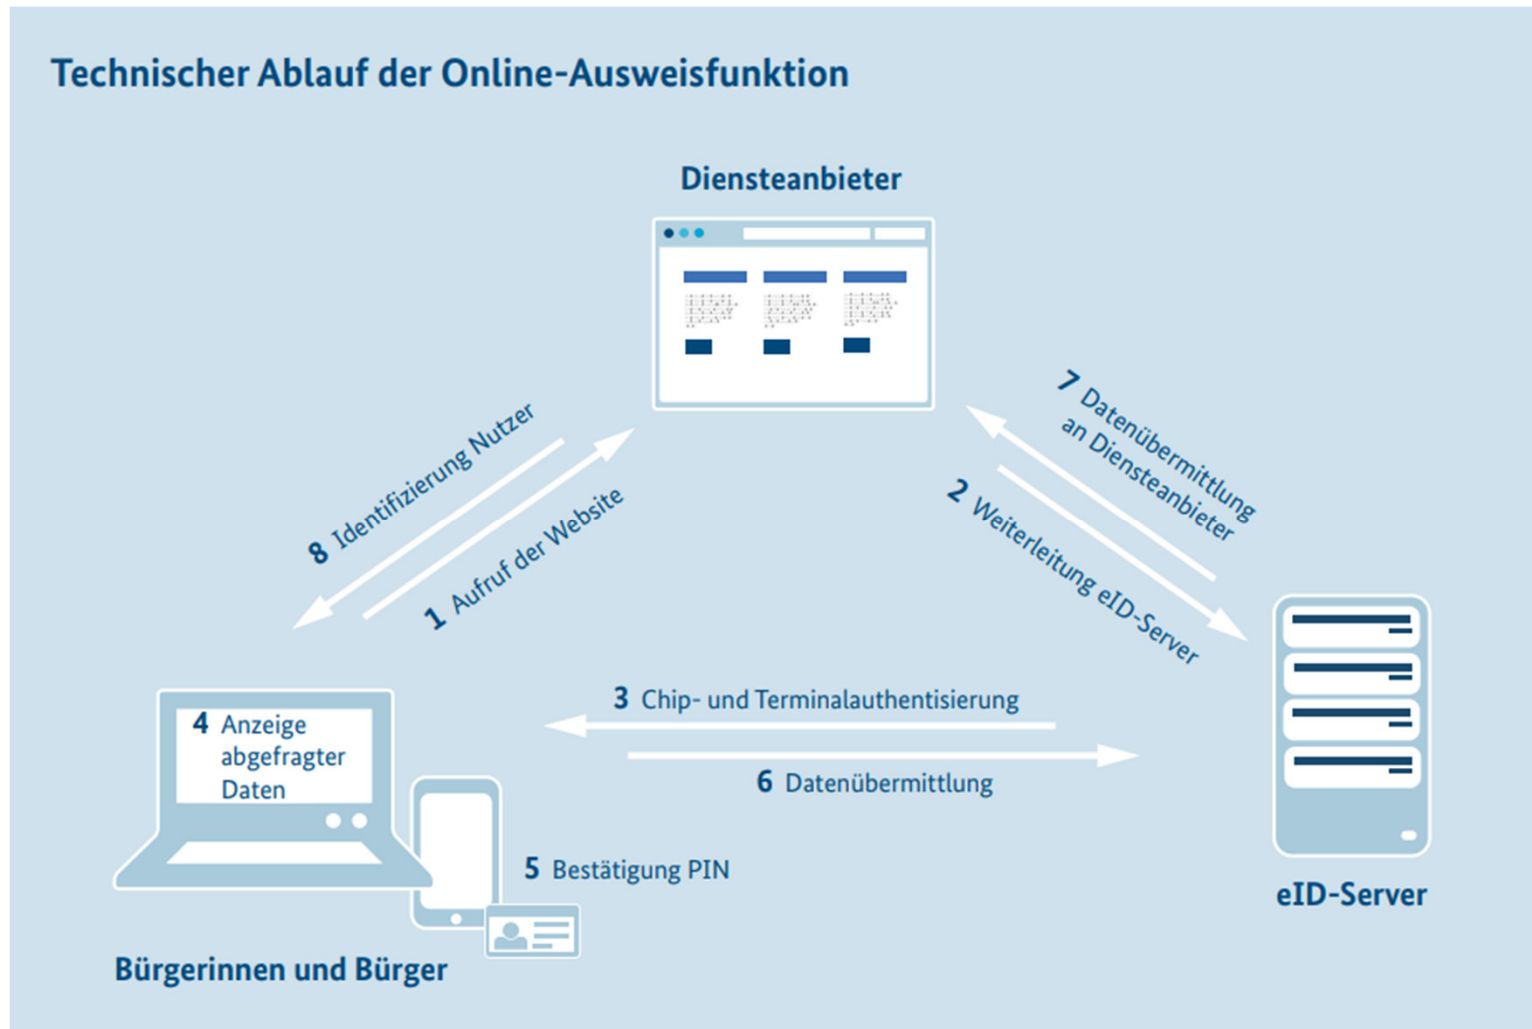 Technischer Ablauf der Online-Ausweisfunktion
Diensteanbieter
8 Identifizierung Nutzer
1 Aufruf der Website
7 Datenübermittlung
an Diensteanbieter
2 Weiterleitung eID-Server
3 Chip- und Terminalauthentisierung
4 Anzeige
abgefragter
Daten
6 Datenübermittlung
5 Bestätigung PIN
eID-Server
Bürgerinnen und Bürger